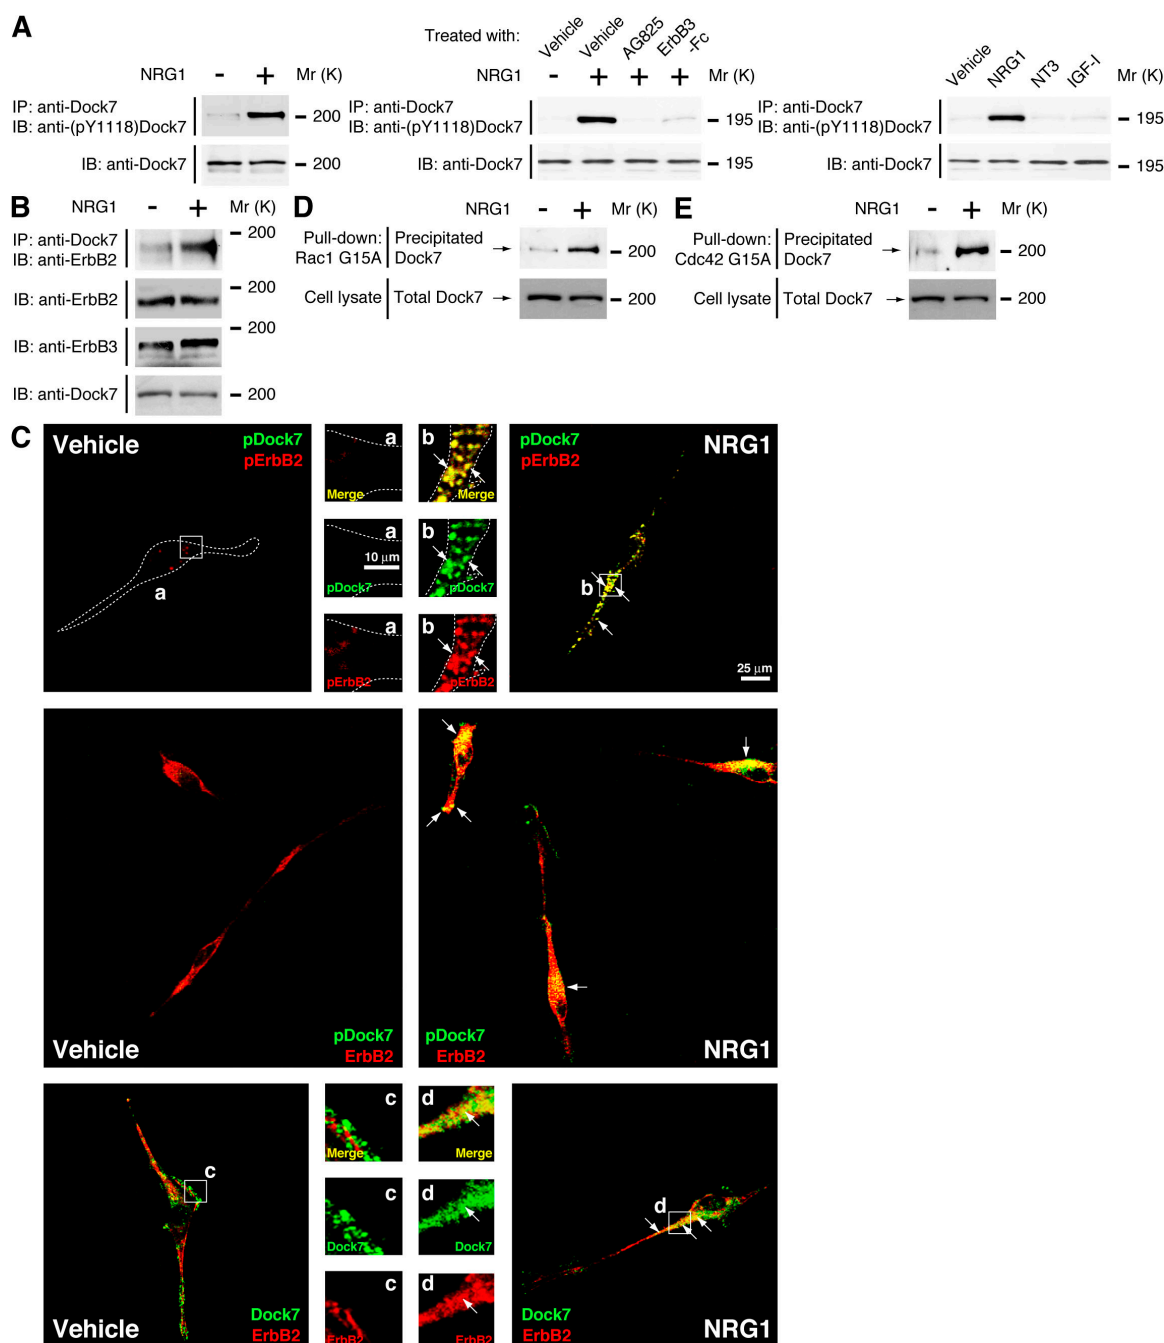 A
NRG1 - + Mr (K)
IP: anti-Dock7
IB: anti-(pY1118)Dock7
200
IB: anti-Dock7
200
Treated with: Vehicle Vehicle AG825 ErbB3-Fc
NRG1 - + + + Mr (K)
IP: anti-Dock7
IB: anti-(pY1118)Dock7
195
IB: anti-Dock7
195
Vehicle NRG1 NT3 IGF-I Mr (K)
IP: anti-Dock7
IB: anti-(pY1118)Dock7
195
IB: anti-Dock7
195
B
NRG1 - + Mr (K)
IP: anti-Dock7
IB: anti-ErbB2
200
IB: anti-ErbB2
200
IB: anti-ErbB3
200
IB: anti-Dock7
200
D
NRG1 - + Mr (K)
Pull-down:
Rac1 G15A
Precipitated
Dock7
200
Cell lysate
Total Dock7
200
E
NRG1 - + Mr (K)
Pull-down:
Cdc42 G15A
Precipitated
Dock7
200
Cell lysate
Total Dock7
200
C
Vehicle
pDock7
pErbB2
a
a
Merge
a
10 μm
pDock7
a
pErbB2
b
Merge
b
pDock7
b
pErbB2
NRG1
pDock7
pErbB2
b
25 μm
Vehicle
pDock7
ErbB2
pDock7
ErbB2
NRG1
c
Vehicle
Dock7
ErbB2
c
Merge
c
Dock7
c
ErbB2
d
Merge
d
Dock7
d
ErbB2
d
Dock7
ErbB2
NRG1